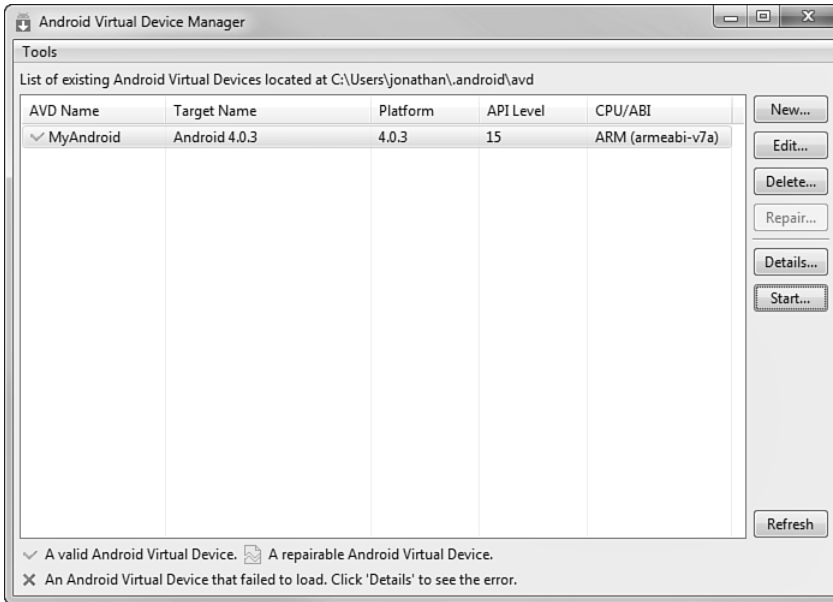 Android Virtual Device Manager
Tools
List of existing Android Virtual Devices located at C:\Users\jonathan\.android\avd
AVD Name Target Name Platform API Level CPU/ABI
MyAndroid Android 4.0.3 4.0.3 15 ARM (armeabi-v7a)
New...
Edit...
Delete...
Repair...
Details...
Start...
Refresh
A valid Android Virtual Device. A repairable Android Virtual Device.
An Android Virtual Device that failed to load. Click 'Details' to see the error.